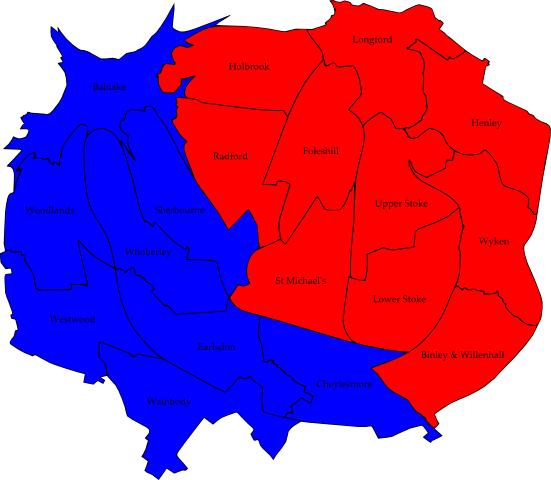 Longford
Holbrook
Bablake
Henley
Foleshill
Radford
Upper Stoke
Woodlands
Sherbourne
Wyken
Whoberley
St Michael's
Lower Stoke
Westwood
Earlsdon
Binley & Willenhall
Cheylesmore
Wainbody